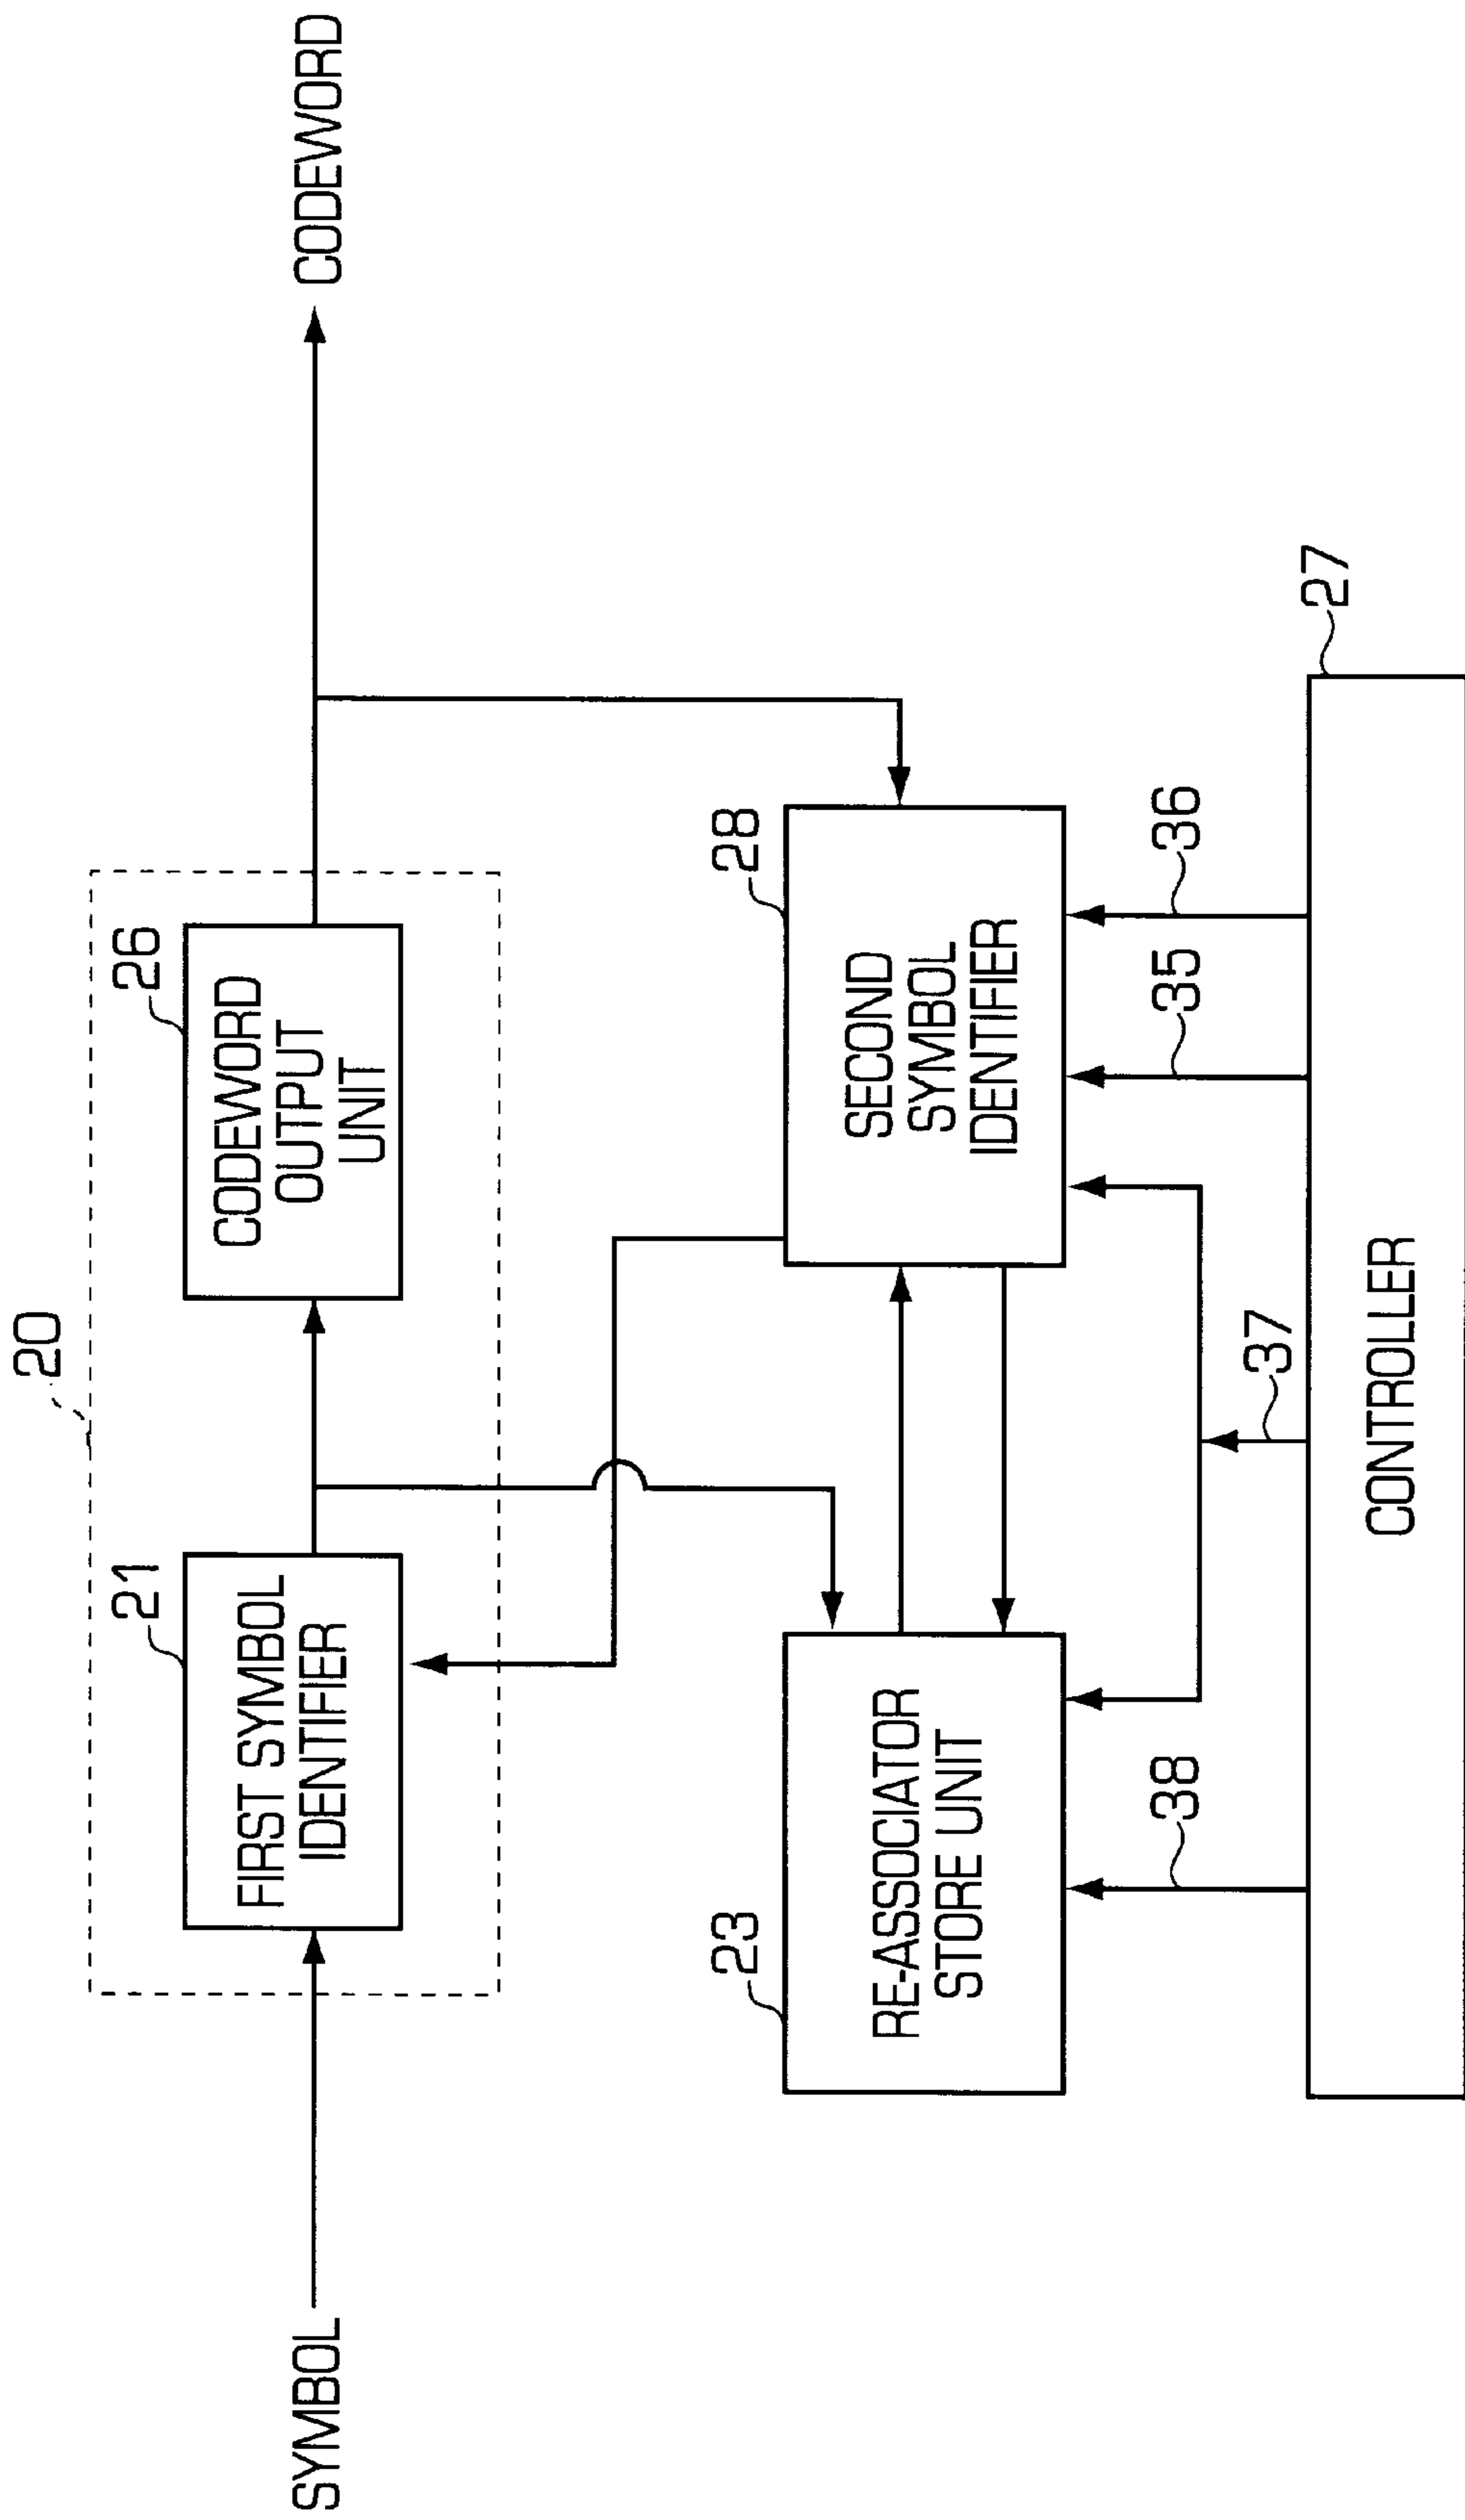 20
21
26
SYMBOL
FIRST SYMBOL
IDENTIFIER
CODEWORD
OUTPUT
UNIT
CODEWORD
23
28
RE-ASSOCIATOR
STORE UNIT
SECOND
SYMBOL
IDENTIFIER
38
35
36
37
27
CONTROLLER